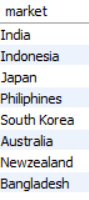 market
India
Indonesia
Japan
Philiphines
South Korea
Australia
Newzealand
Bangladesh